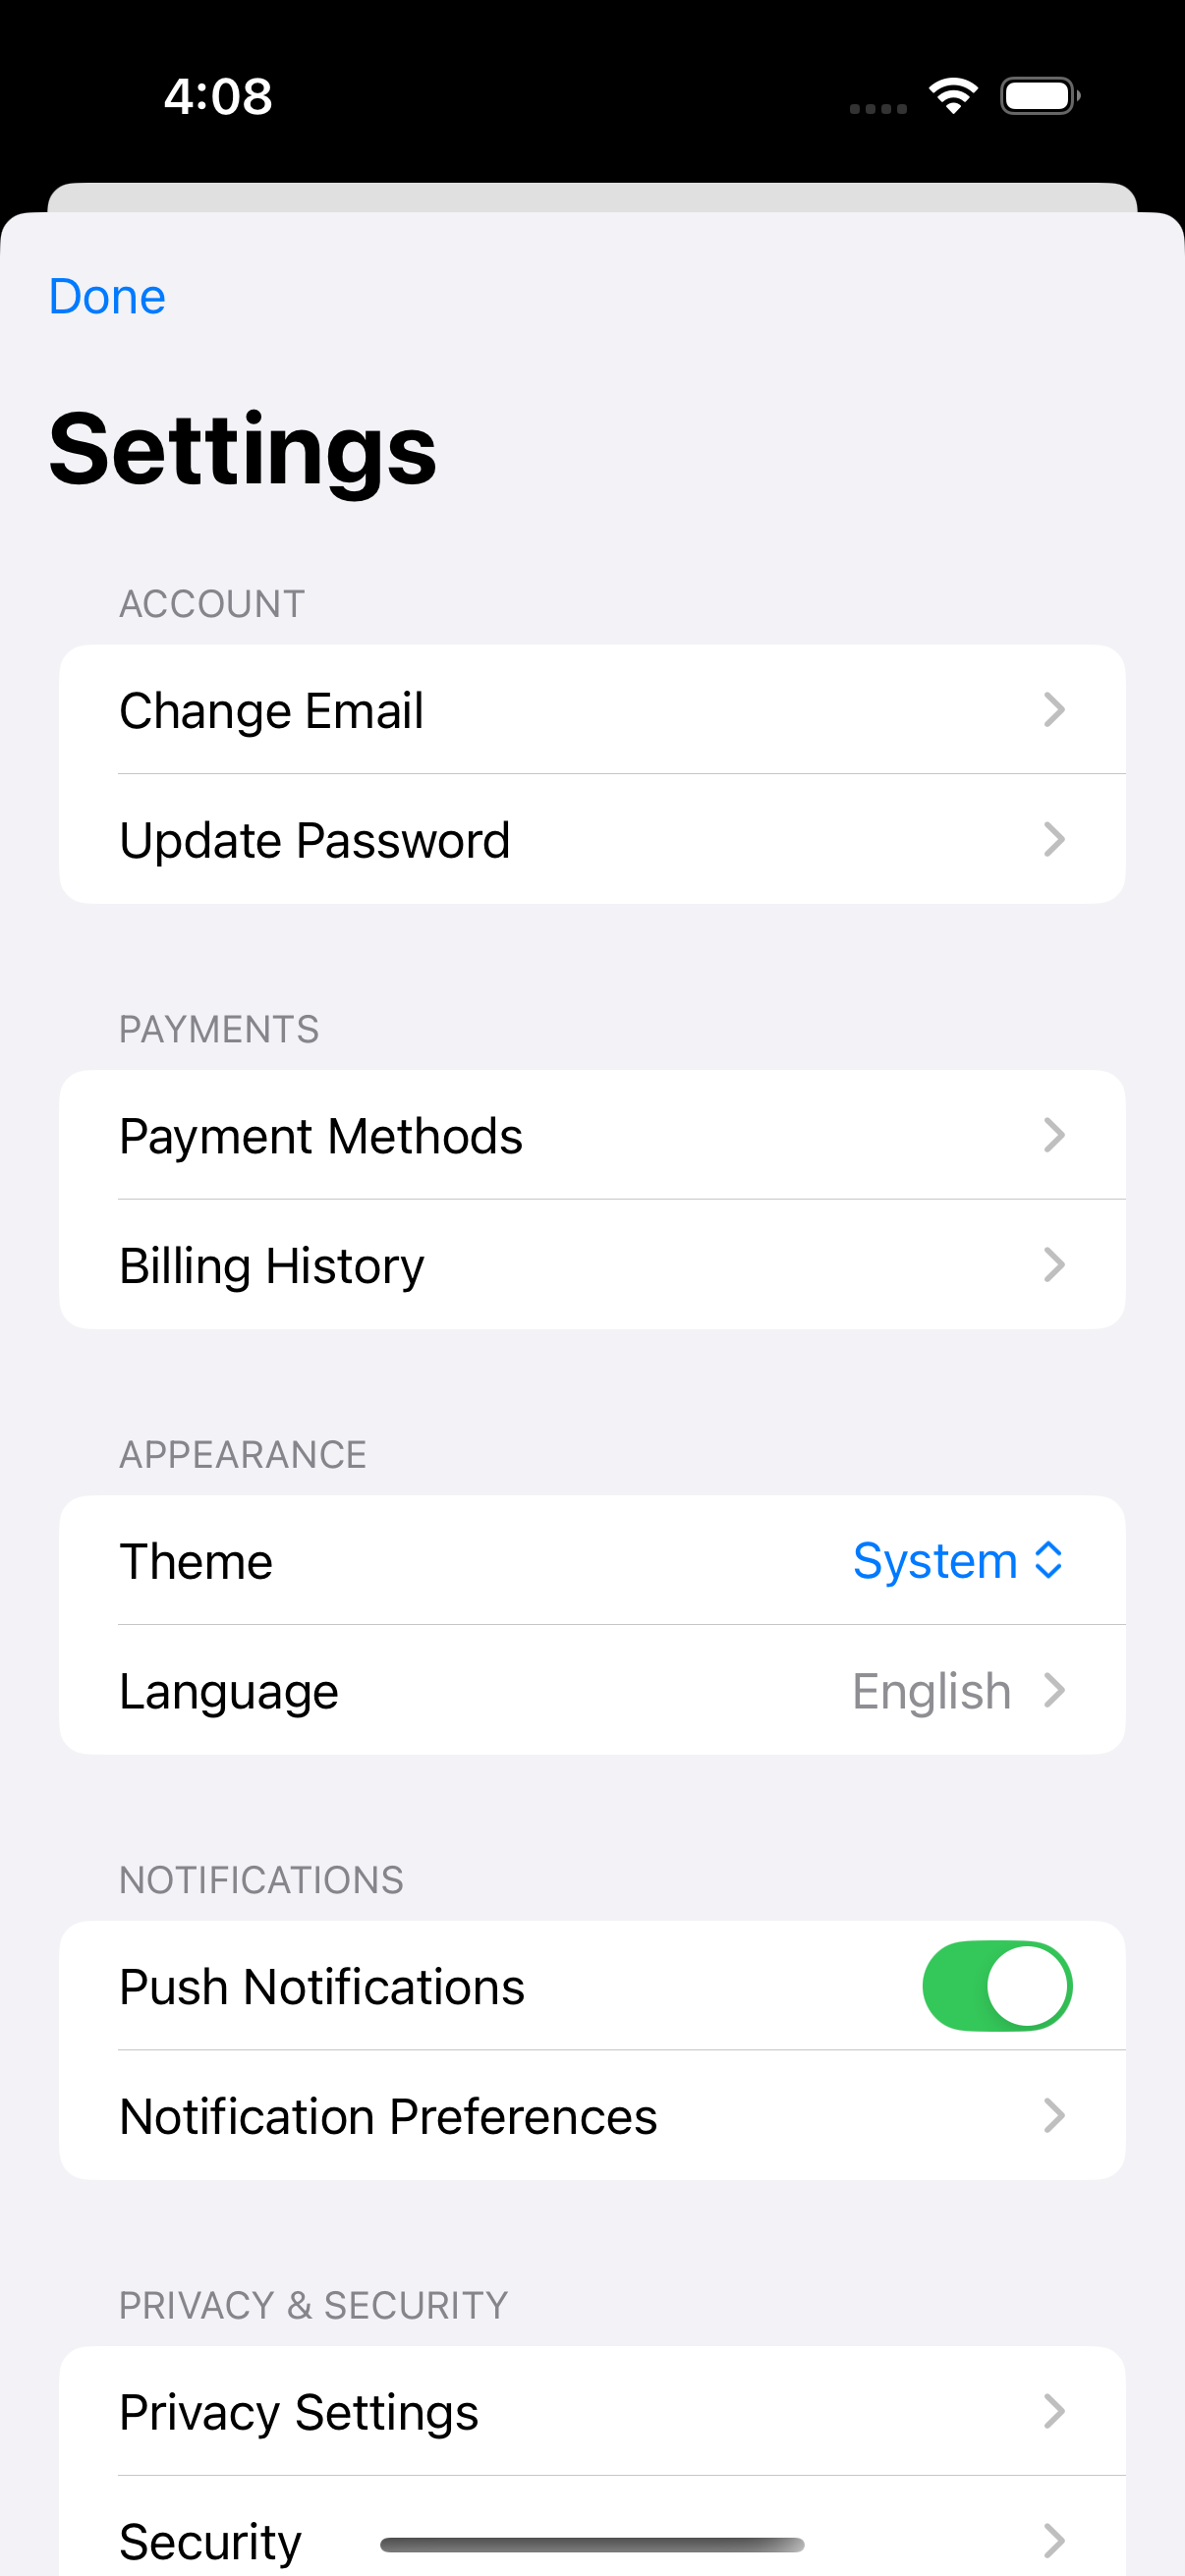 4:08
Done
Settings
ACCOUNT
Change Email
Update Password
PAYMENTS
Payment Methods
Billing History
APPEARANCE
Theme System
Language English
NOTIFICATIONS
Push Notifications
Notification Preferences
PRIVACY & SECURITY
Privacy Settings
Security